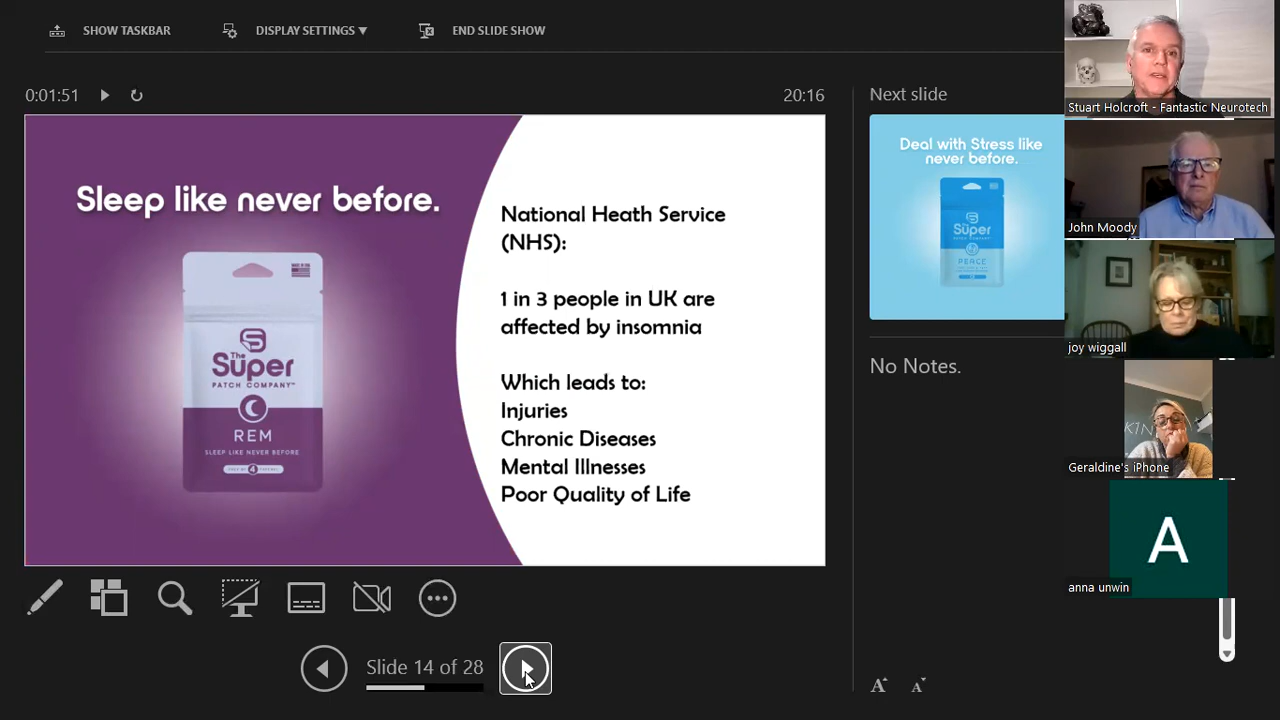 SHOW TASKBAR
DISPLAY SETTINGS ▼
END SLIDE SHOW
0:01:51
20:16
Sleep like never before.
The
Super
PATCH COMPANY™
REM
SLEEP LIKE NEVER BEFORE
National Heath Service
(NHS):
1 in 3 people in UK are
affected by insomnia
Which leads to:
Injuries
Chronic Diseases
Mental Illnesses
Poor Quality of Life
Slide 14 of 28
Next slide
Deal with Stress like
never before.
The
Super
PEACE
No Notes.
Stuart Holcroft - Fantastic Neurotech
John Moody
joy wiggall
Geraldine's iPhone
A
anna unwin
A A